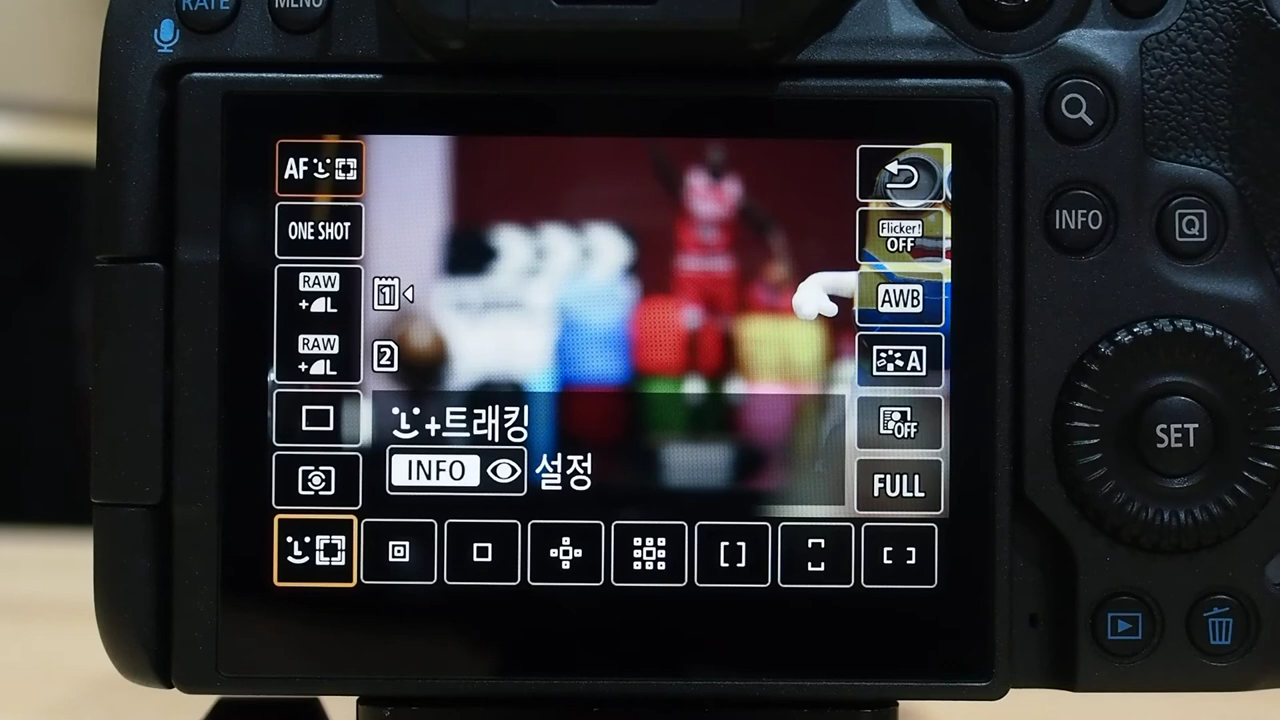 RATE
MENU
AF
ONE SHOT
RAW
+L
1
RAW
+L
2
Flicker!
OFF
AWB
A
OFF
FULL
+트래킹
INFO 설정
INFO
Q
SET